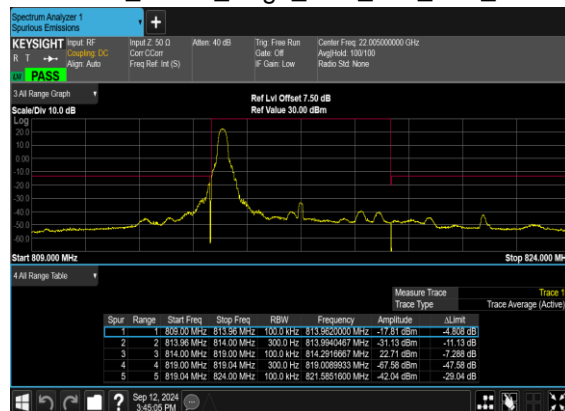 Spectrum Analyzer 1
Spurious Emissions
+
KEYSIGHT Input: RF Input Z: 50 Ω Atten: 40 dB Trig: Free Run Center Freq: 22.005000000 GHz
R T Coupling: DC Corr CCorr Gate: Off Avg|Hold: 100/100
Align: Auto Freq Ref: Int (S) IF Gain: Low Radio Std: None
PASS
3 All Range Graph Ref Lvl Offset 7.50 dB
Scale/Div 10.0 dB Ref Value 30.00 dBm
Log
20.0
10.0
0.00
-10.0
-20.0
-30.0
-40.0
-50.0
-60.0
Start 809.000 MHz Stop 824.000 MH
4 All Range Table
Measure Trace Trace 1
Trace Type Trace Average (Active)
Spur Range Start Freq Stop Freq RBW Frequency Amplitude ΔLimit
1 1 809.00 MHz 813.96 MHz 100.0 kHz 813.9620000 MHz -17.81 dBm -4.808 dB
2 2 813.96 MHz 814.00 MHz 300.0 Hz 813.9940467 MHz -31.13 dBm -11.13 dB
3 3 814.00 MHz 819.00 MHz 100.0 kHz 814.2916667 MHz 22.71 dBm -7.288 dB
4 4 819.00 MHz 819.04 MHz 300.0 Hz 819.0089933 MHz -67.58 dBm -47.58 dB
5 5 819.04 MHz 824.00 MHz 100.0 kHz 821.5851600 MHz -42.04 dBm -29.04 dB
? Sep 12, 2024
3:45:05 PM